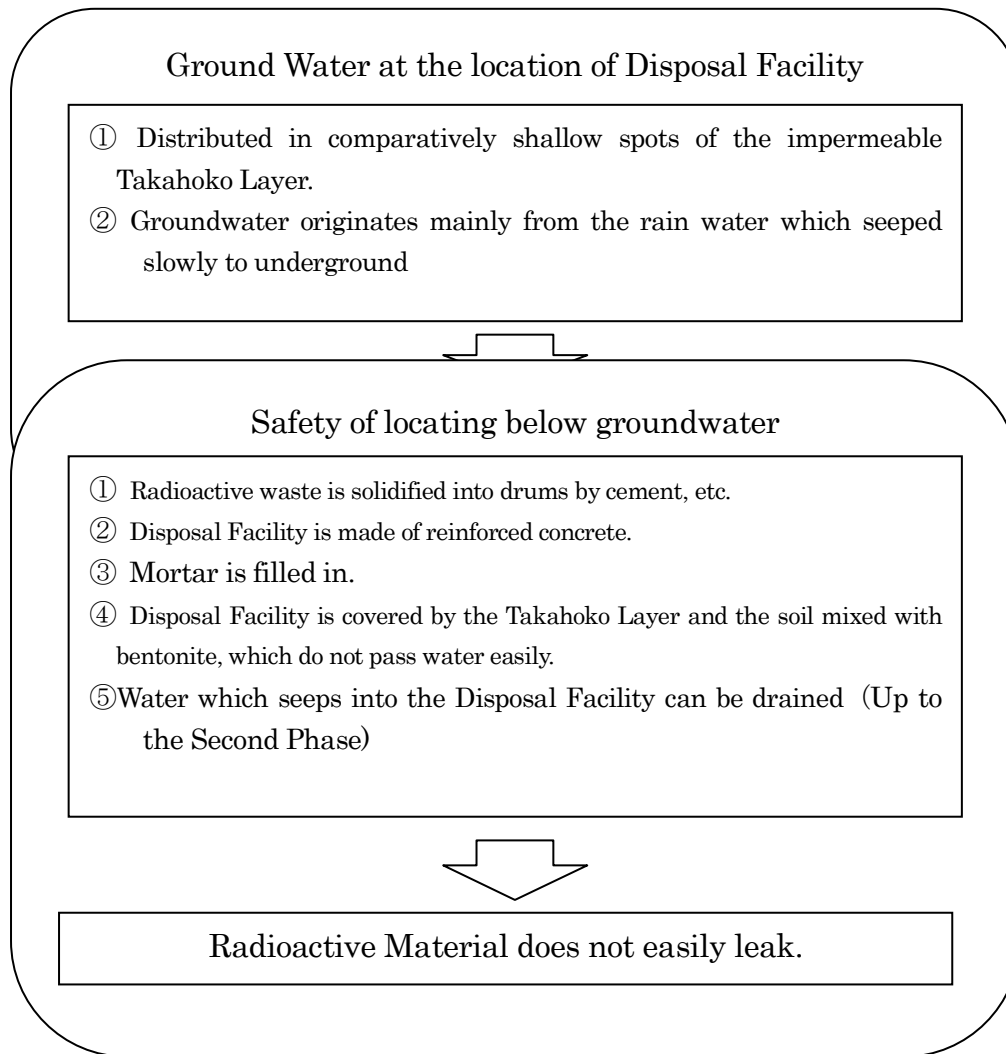 Ground Water at the location of Disposal Facility
① Distributed in comparatively shallow spots of the impermeable
Takahoko Layer.
② Groundwater originates mainly from the rain water which seeped
slowly to underground
Safety of locating below groundwater
① Radioactive waste is solidified into drums by cement, etc.
② Disposal Facility is made of reinforced concrete.
③ Mortar is filled in.
④ Disposal Facility is covered by the Takahoko Layer and the soil mixed with
bentonite, which do not pass water easily.
⑤Water which seeps into the Disposal Facility can be drained (Up to
the Second Phase)
Radioactive Material does not easily leak.